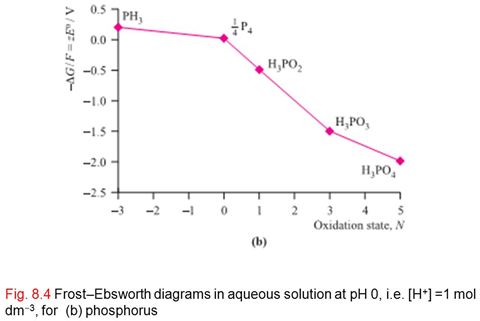 −ΔG/F = zE°/ V
0.5
0.0
−0.5
−1.0
−1.5
−2.0
−2.5
PH₃
¼P₄
H₃PO₂
H₃PO₃
H₃PO₄
−3 −2 −1 0 1 2 3 4 5
Oxidation state, N
(b)
Fig. 8.4 Frost–Ebsworth diagrams in aqueous solution at pH 0, i.e. [H⁺] =1 mol
dm⁻³, for (b) phosphorus